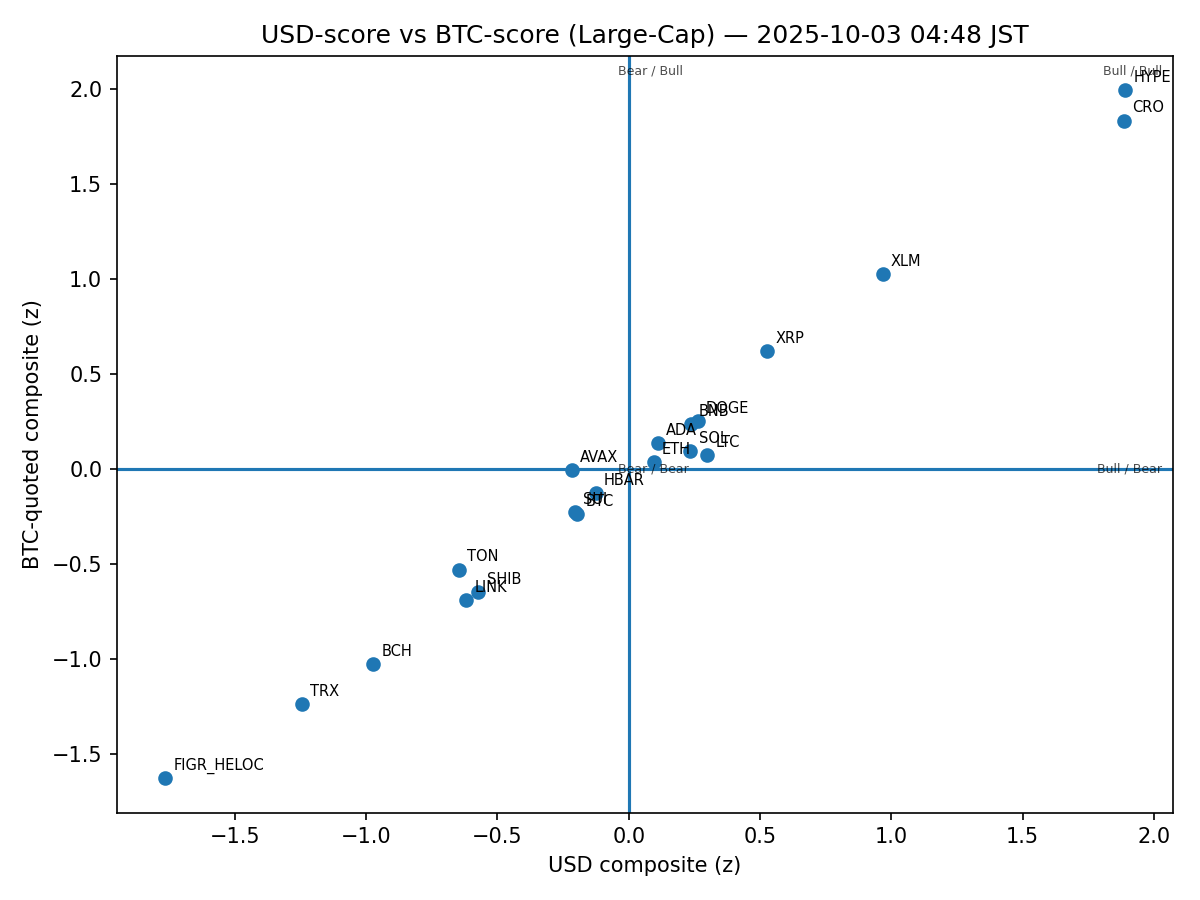 USD-score vs BTC-score (Large-Cap) — 2025-10-03 04:48 JST
Bear / Bull
Bull / Bull
HYPE
CRO
XLM
XRP
DOGE
BNB
ADA
SOL
LTC
ETH
AVAX
Bear / Bear
Bull / Bear
HBAR
SUI
BTC
TON
SHIB
LINK
BCH
TRX
FIGR_HELOC
2.0
1.5
1.0
0.5
0.0
−0.5
−1.0
−1.5
BTC-quoted composite (z)
−1.5 −1.0 −0.5 0.0 0.5 1.0 1.5 2.0
USD composite (z)